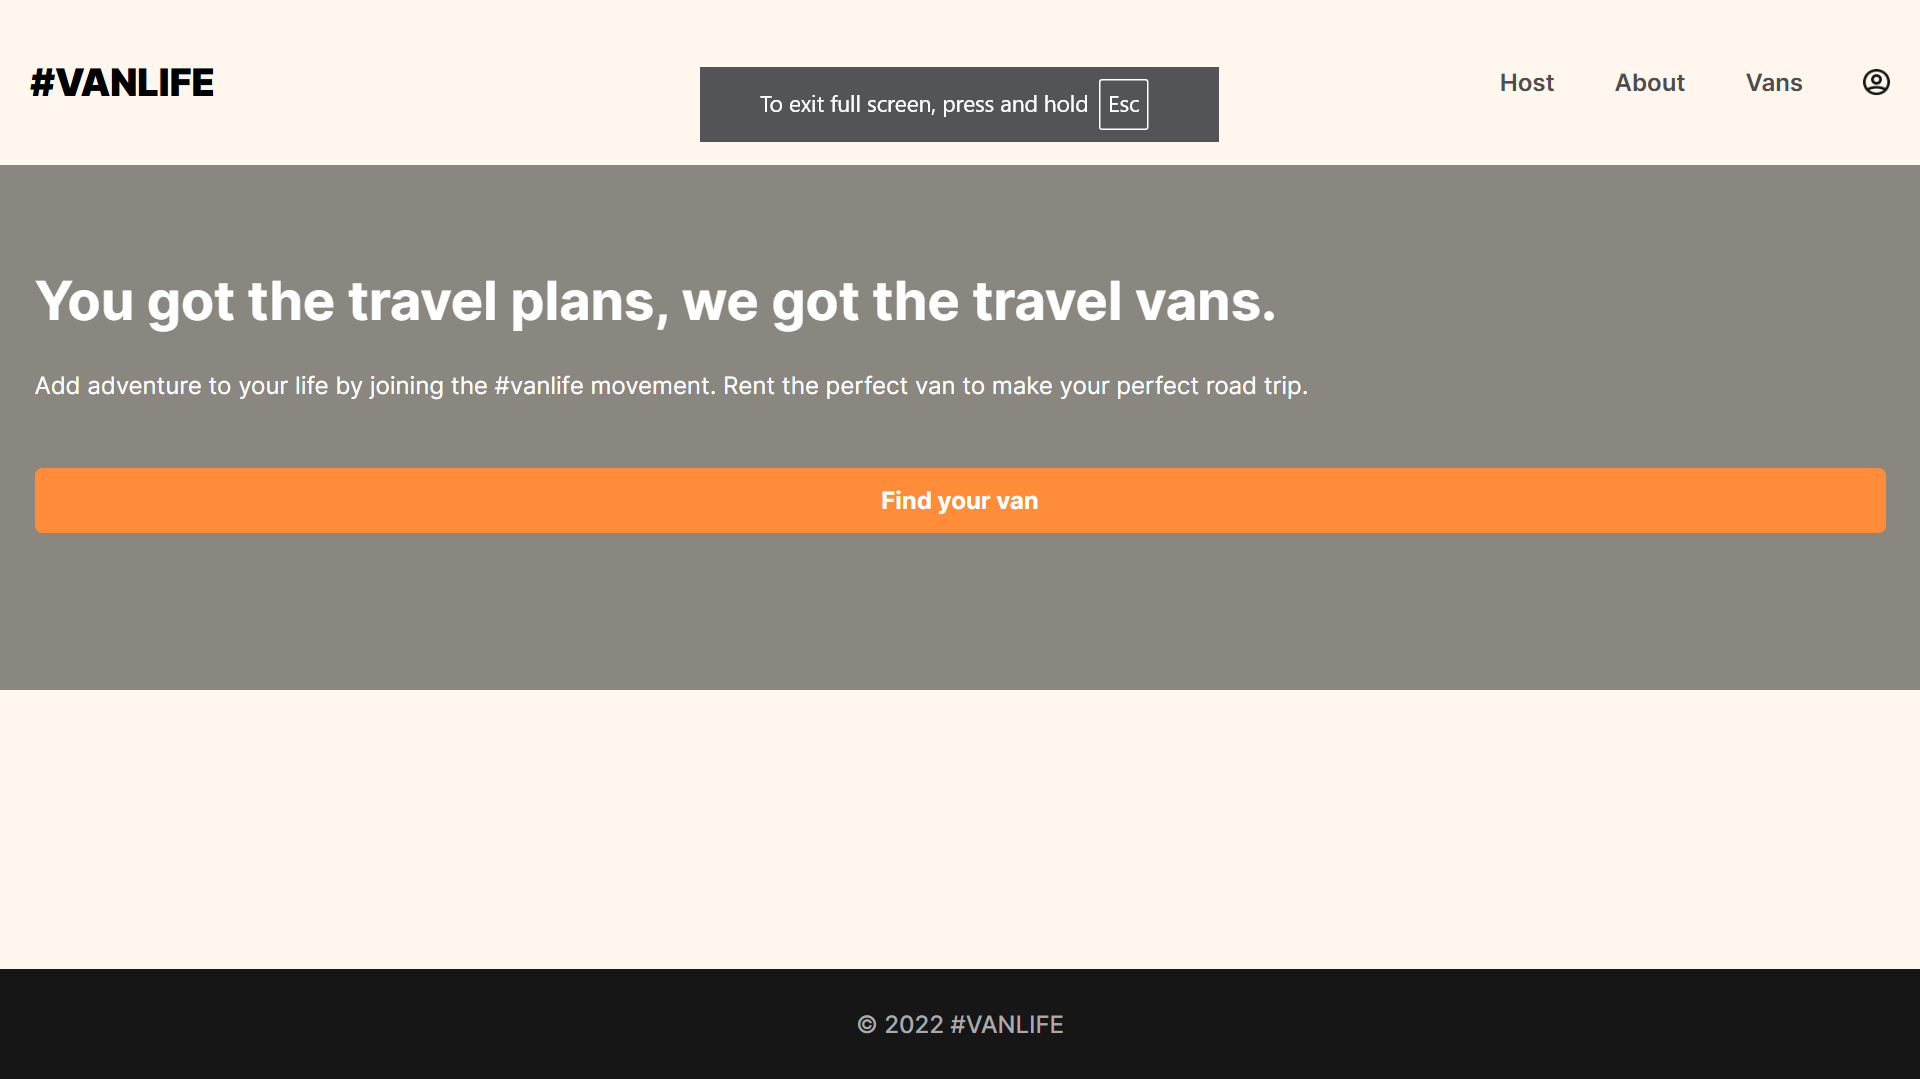 #VANLIFE
To exit full screen, press and hold Esc
Host About Vans
You got the travel plans, we got the travel vans.
Add adventure to your life by joining the #vanlife movement. Rent the perfect van to make your perfect road trip.
Find your van
© 2022 #VANLIFE